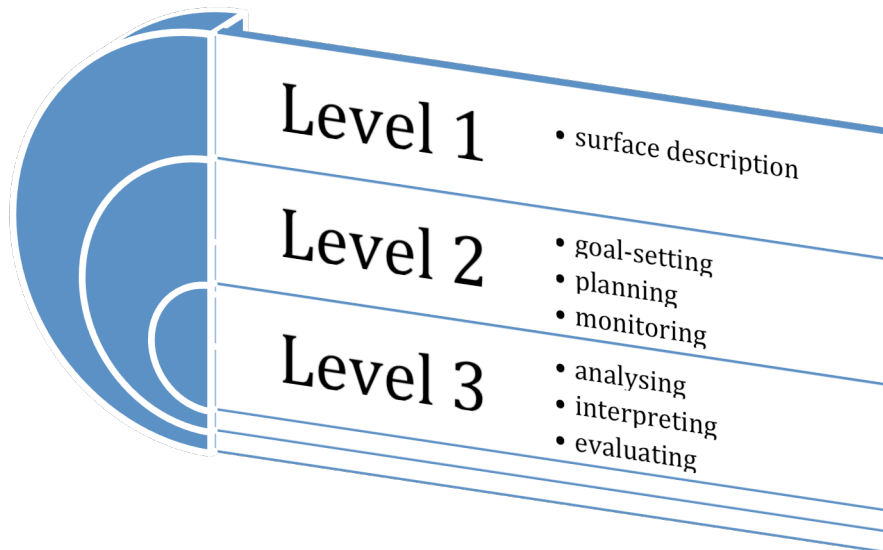 Level 1
• surface description
Level 2
• goal-setting
• planning
• monitoring
Level 3
• analysing
• interpreting
• evaluating